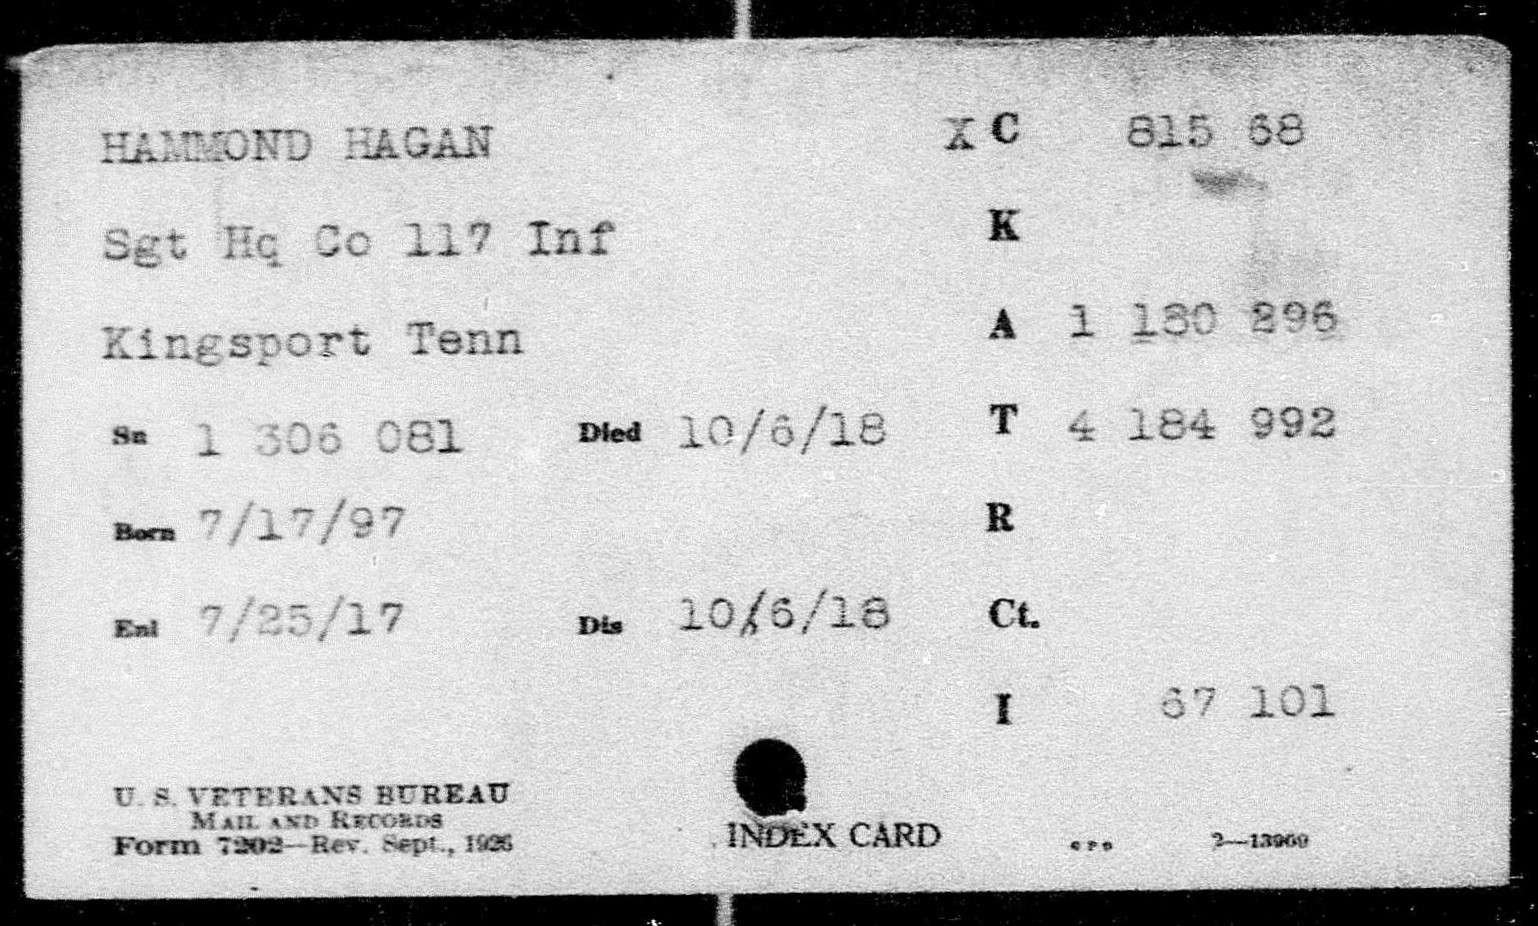 HAMMOND HAGAN X C 815 68
Sgt Hq Co 117 Inf K
Kingsport Tenn A 1 180 296
Sn 1 306 081 Died 10/6/18 T 4 184 992
Born 7/17/97 R
Enl 7/25/17 Dis 10/6/18 Ct.
I 67 101
U. S. VETERANS BUREAU
MAIL AND RECORDS
Form 7202—Rev. Sept., 1926 INDEX CARD GPO 2—13969